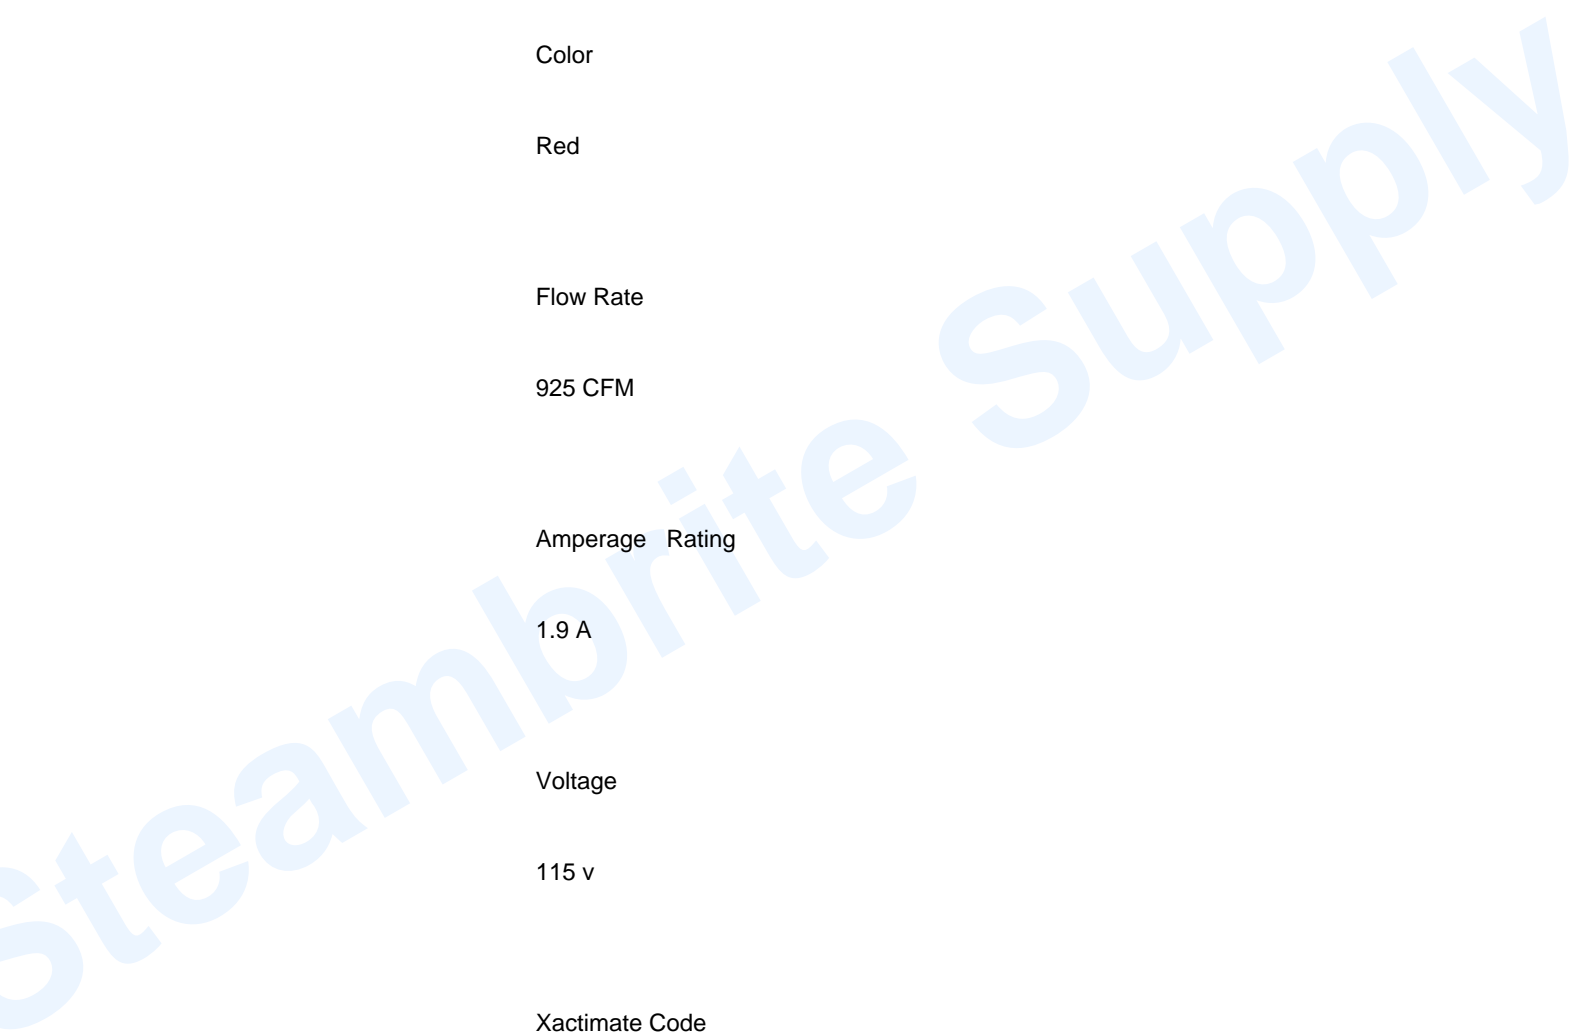 Color
Red
Flow Rate
925 CFM
Amperage Rating
1.9 A
Voltage
115 v
Xactimate Code
Steambrite Supply